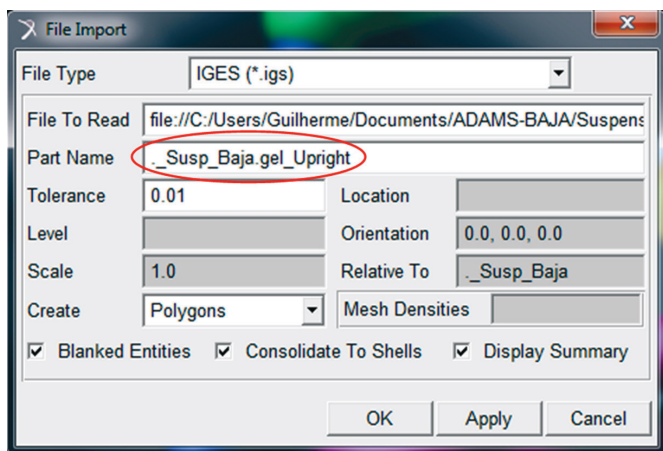 File Import
File Type IGES (*.igs)
File To Read file://C:/Users/Guilherme/Documents/ADAMS-BAJA/Suspens
Part Name ._Susp_Baja.gel_Upright
Tolerance 0.01 Location
Level Orientation 0.0, 0.0, 0.0
Scale 1.0 Relative To ._Susp_Baja
Create Polygons Mesh Densities
Blanked Entities Consolidate To Shells Display Summary
OK Apply Cancel